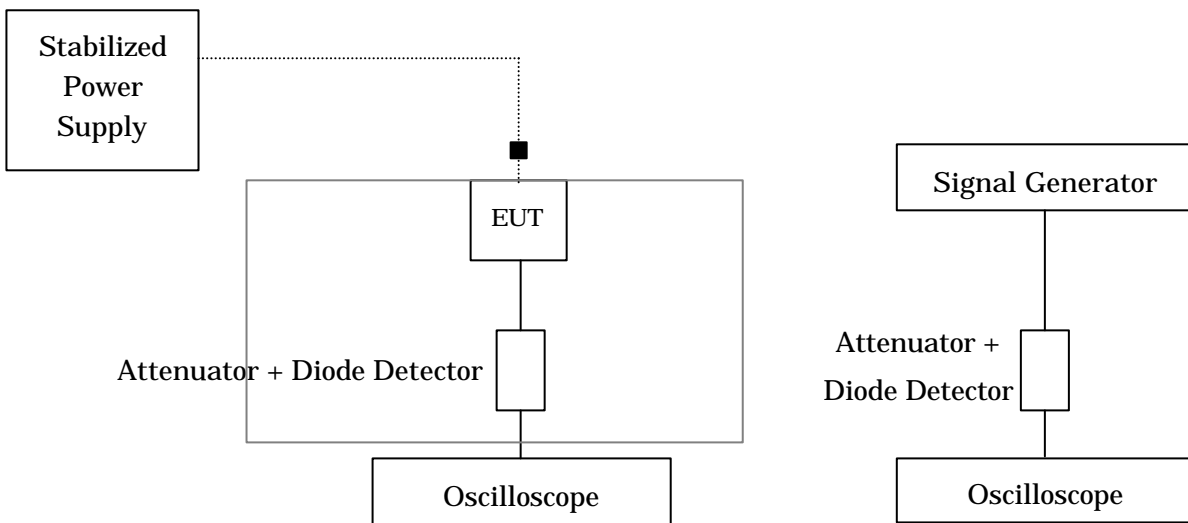 Stabilized
Power
Supply
EUT
Attenuator + Diode Detector
Oscilloscope
Signal Generator
Attenuator +
Diode Detector
Oscilloscope